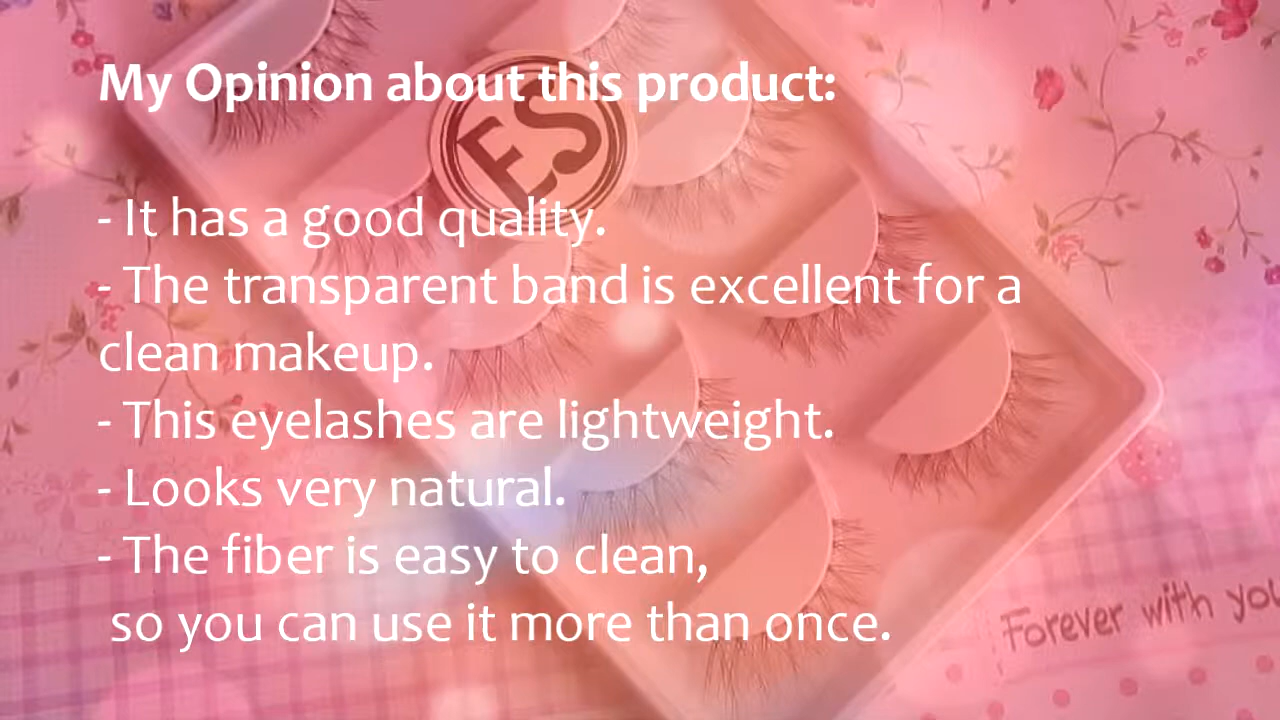 My Opinion about this product:
ES
- It has a good quality.
- The transparent band is excellent for a
clean makeup.
- This eyelashes are lightweight.
- Looks very natural.
- The fiber is easy to clean,
so you can use it more than once.
Forever with you